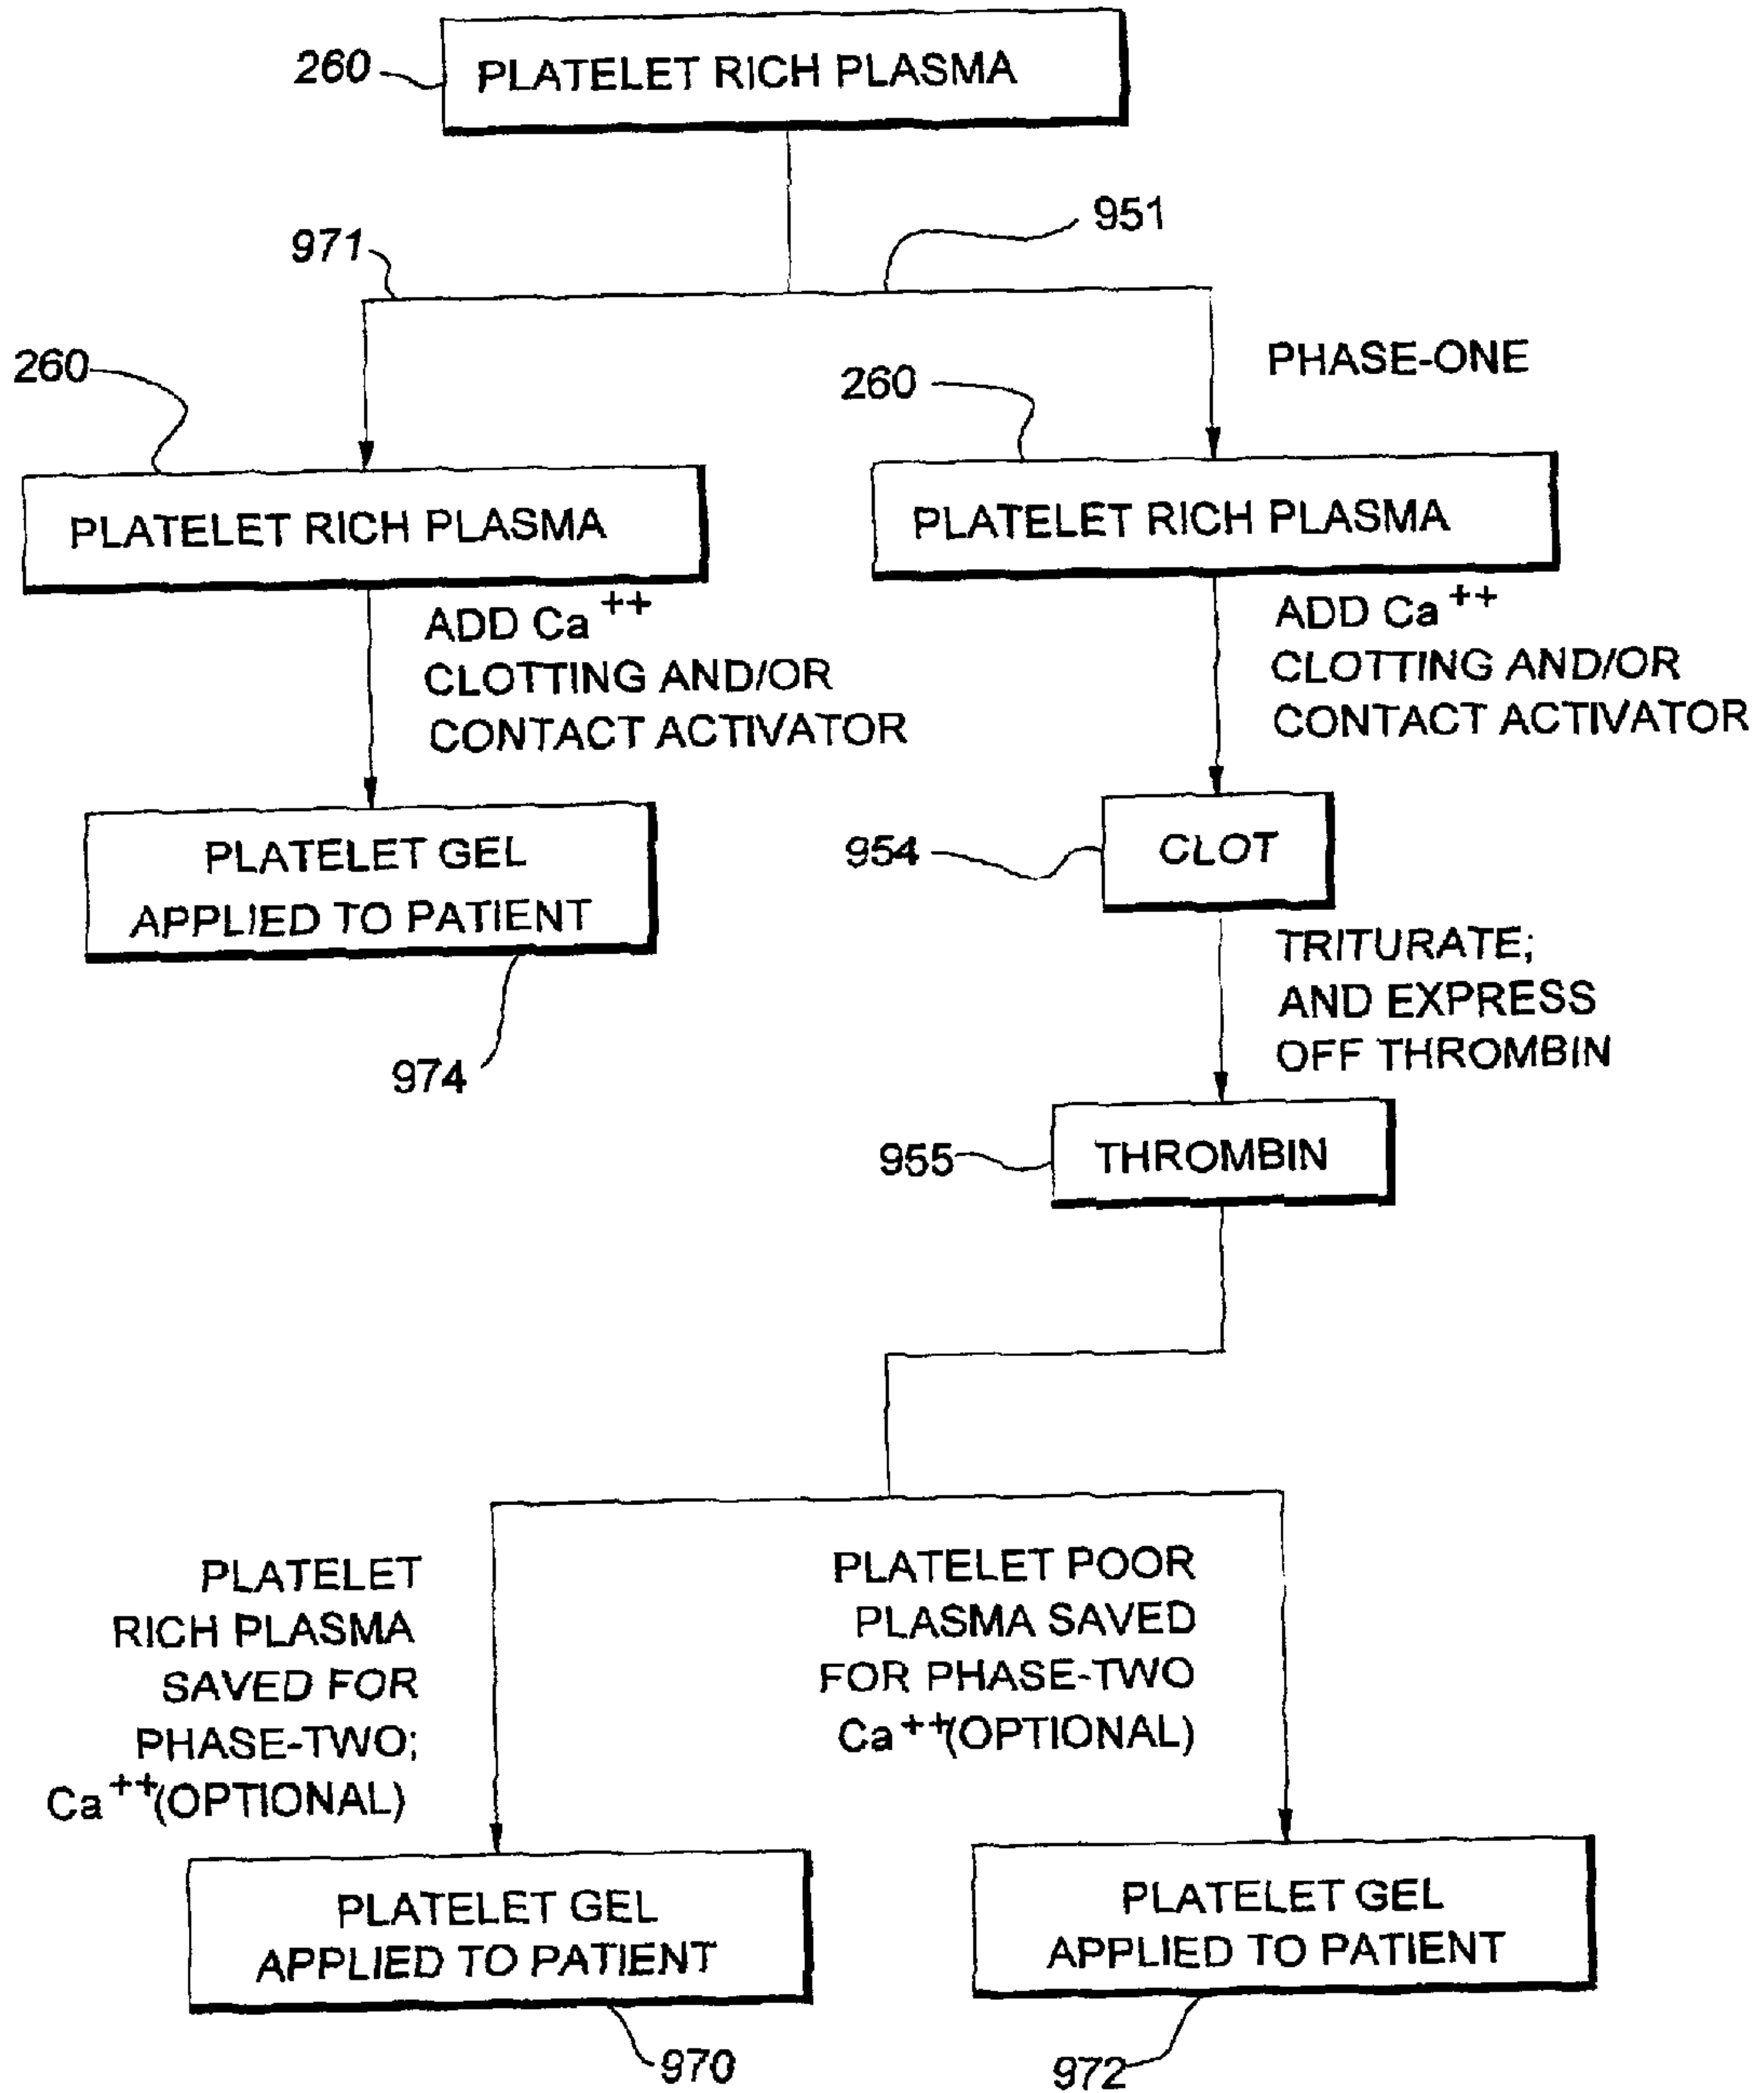 260
PLATELET RICH PLASMA
971
951
PHASE-ONE
260
260
PLATELET RICH PLASMA
PLATELET RICH PLASMA
ADD Ca++
CLOTTING AND/OR
CONTACT ACTIVATOR
ADD Ca++
CLOTTING AND/OR
CONTACT ACTIVATOR
PLATELET GEL
APPLIED TO PATIENT
974
954
CLOT
TRITURATE;
AND EXPRESS
OFF THROMBIN
955
THROMBIN
PLATELET
RICH PLASMA
SAVED FOR
PHASE-TWO;
Ca++(OPTIONAL)
PLATELET POOR
PLASMA SAVED
FOR PHASE-TWO
Ca++(OPTIONAL)
PLATELET GEL
APPLIED TO PATIENT
970
PLATELET GEL
APPLIED TO PATIENT
972